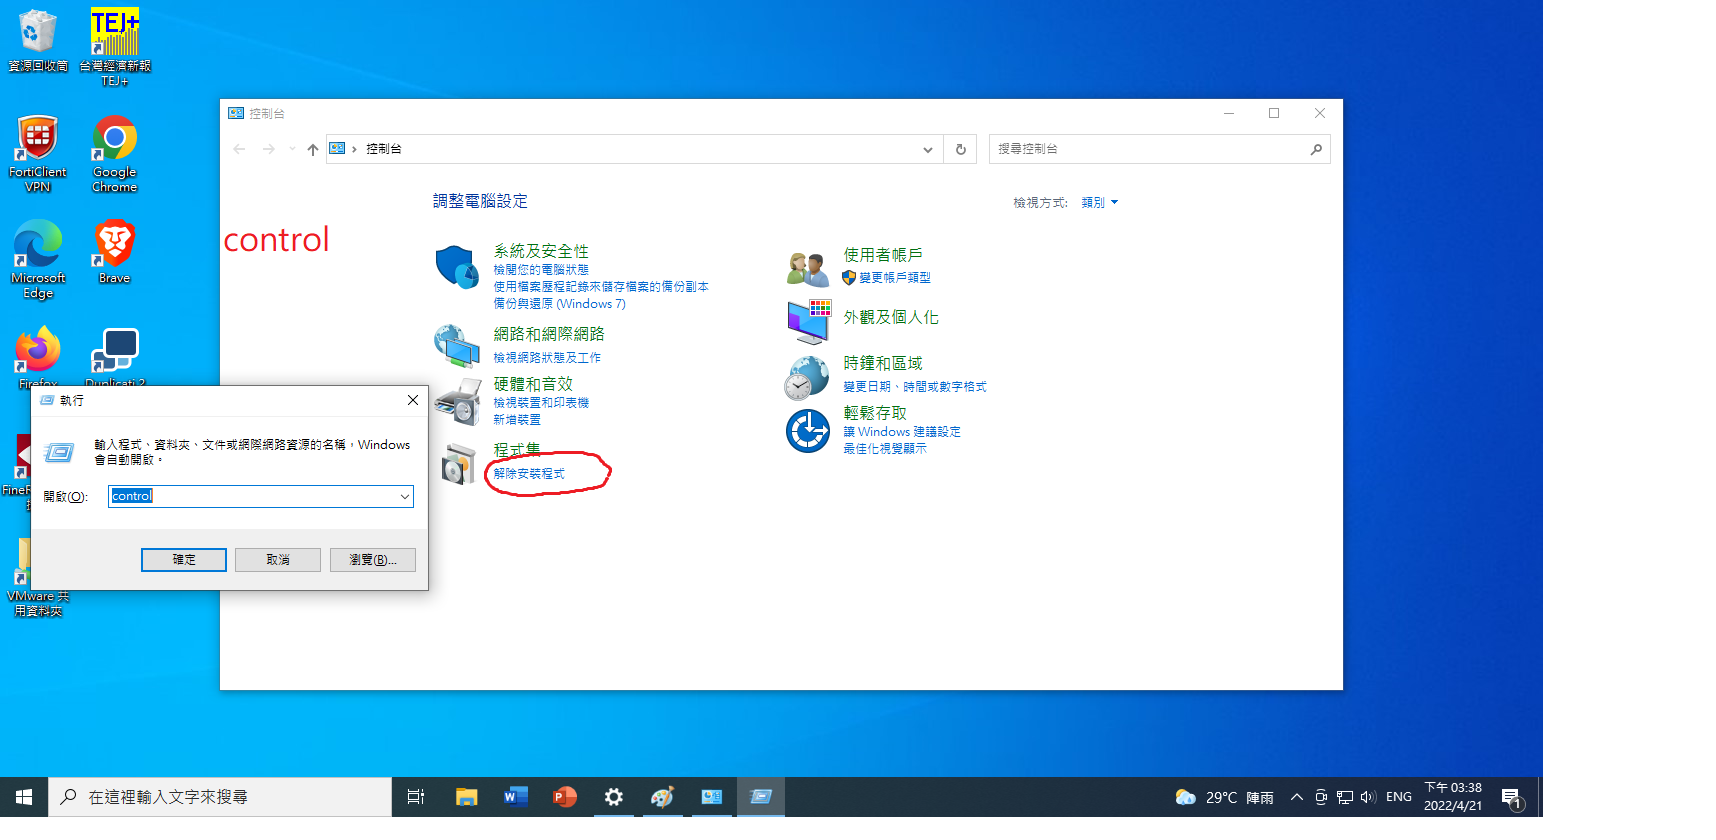 資源回收筒
TEJ+
台灣經濟新報
TEJ+
FortiClient
VPN
Google
Chrome
Microsoft
Edge
Brave
Firefox
Duplicati 2
VMware 共
用資料夾
控制台
控制台
搜尋控制台
調整電腦設定
檢視方式: 類別
control
系統及安全性
檢閱您的電腦狀態
使用檔案歷程記錄來儲存檔案的備份副本
備份與還原 (Windows 7)
網路和網際網路
檢視網路狀態及工作
硬體和音效
檢視裝置和印表機
新增裝置
程式集
解除安裝程式
使用者帳戶
變更帳戶類型
外觀及個人化
時鐘和區域
變更日期、時間或數字格式
輕鬆存取
讓 Windows 建議設定
最佳化視覺顯示
執行
輸入程式、資料夾、文件或網際網路資源的名稱，Windows
會自動開啟。
開啟(O):
control
確定
取消
瀏覽(B)...
在這裡輸入文字來搜尋
29°C 陣雨
ENG
下午 03:38
2022/4/21
1